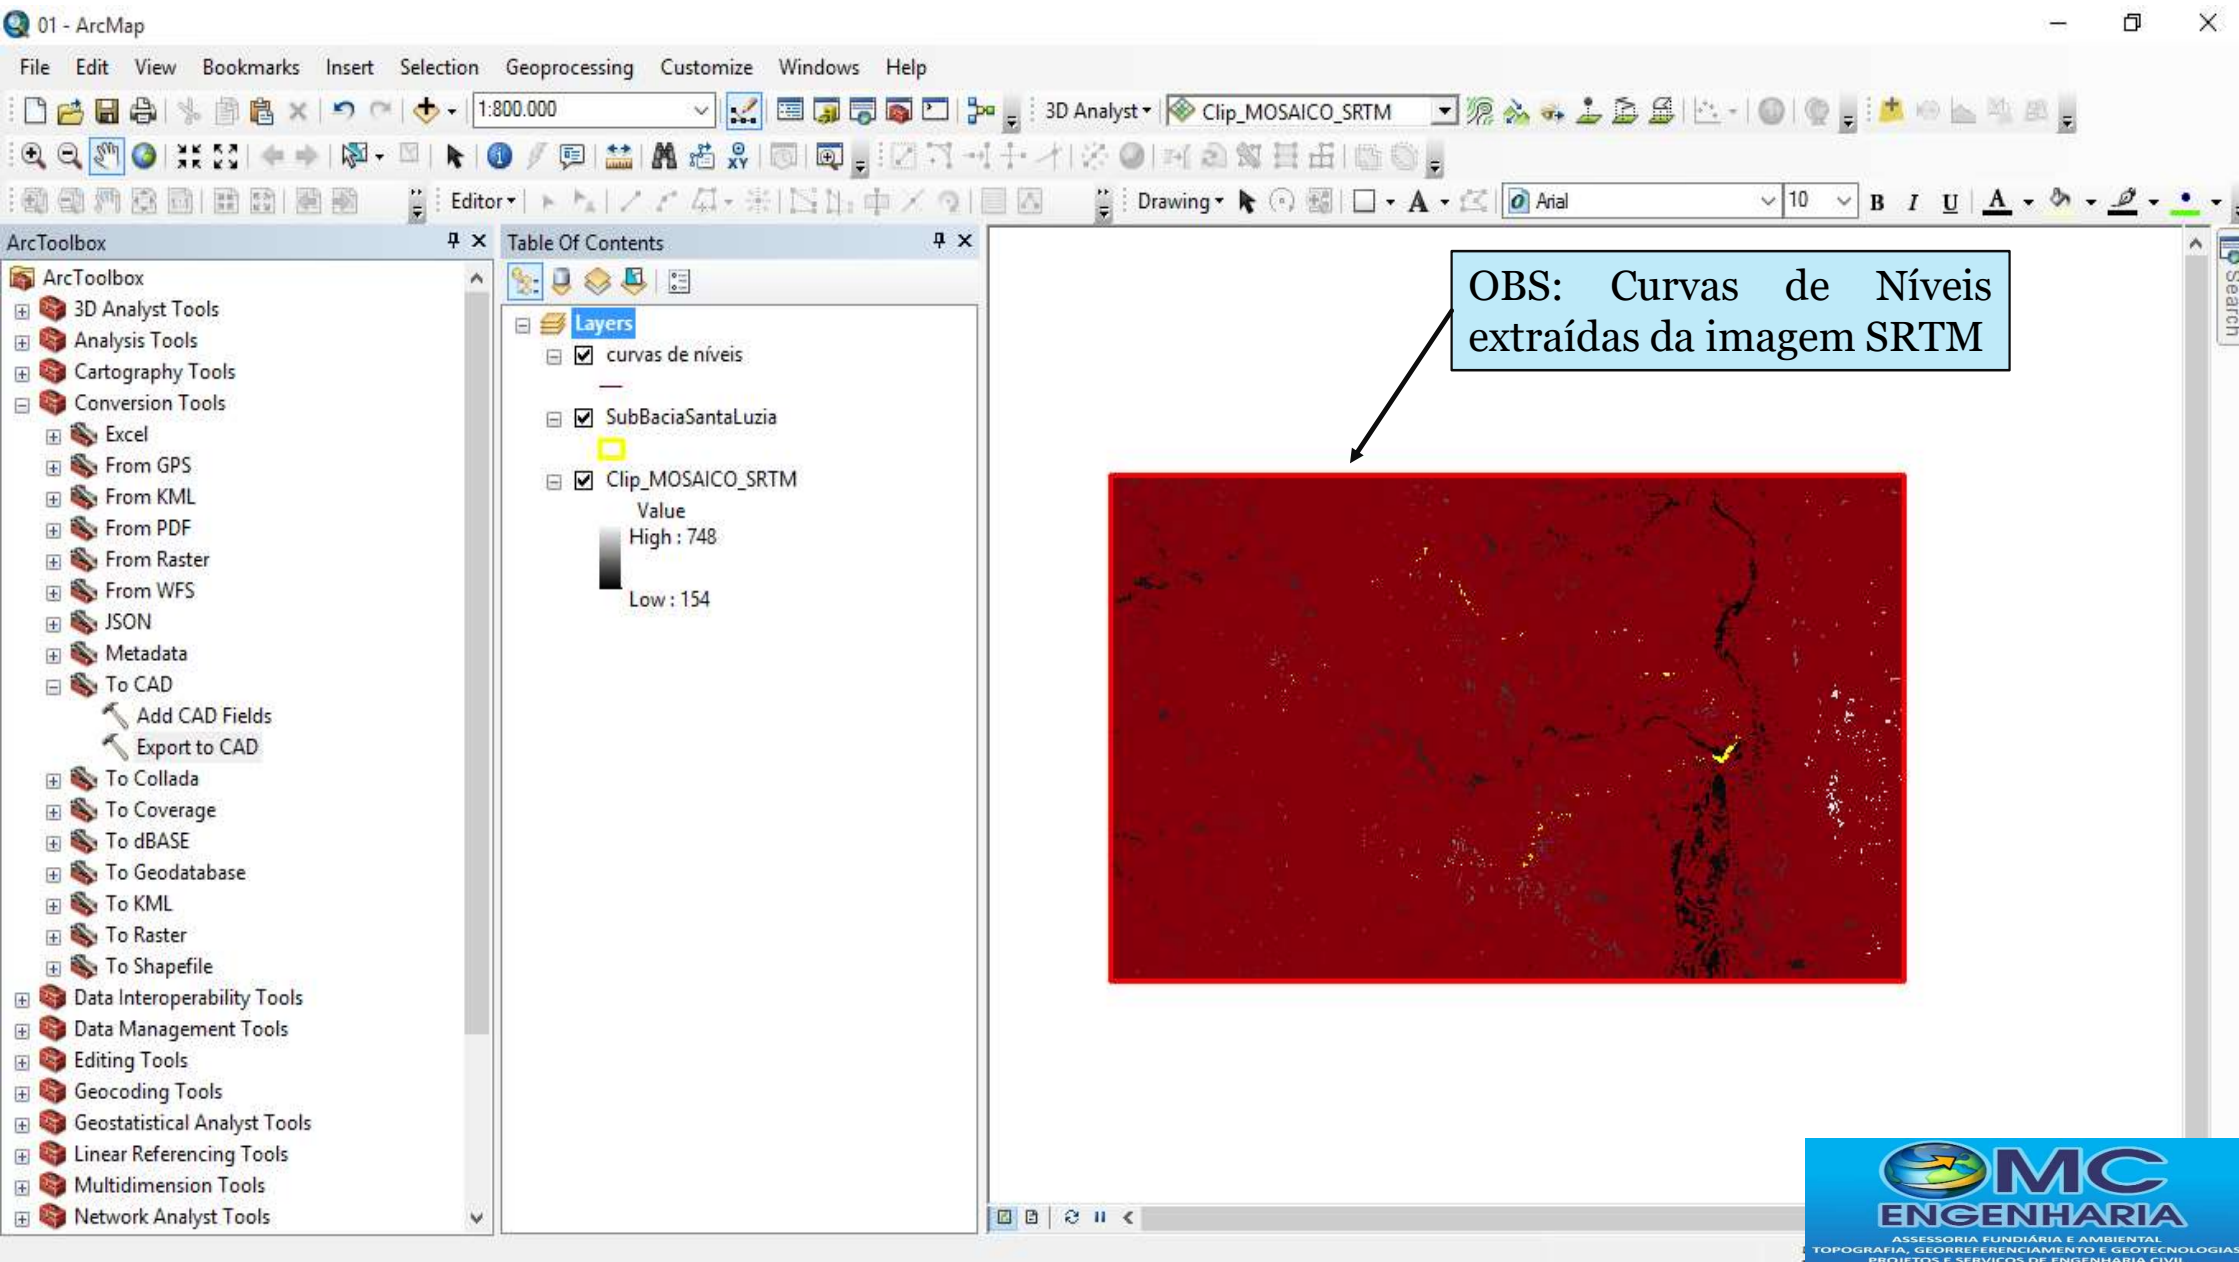 01 - ArcMap
File Edit View Bookmarks Insert Selection Geoprocessing Customize Windows Help
1:800.000
3D Analyst
Clip_MOSAICO_SRTM
Editor
Drawing
A
Arial
10
B I U A
ArcToolbox
ArcToolbox
3D Analyst Tools
Analysis Tools
Cartography Tools
Conversion Tools
Excel
From GPS
From KML
From PDF
From Raster
From WFS
JSON
Metadata
To CAD
Add CAD Fields
Export to CAD
To Collada
To Coverage
To dBASE
To Geodatabase
To KML
To Raster
To Shapefile
Data Interoperability Tools
Data Management Tools
Editing Tools
Geocoding Tools
Geostatistical Analyst Tools
Linear Referencing Tools
Multidimension Tools
Network Analyst Tools
Table Of Contents
Layers
curvas de níveis
SubBaciaSantaLuzia
Clip_MOSAICO_SRTM
Value
High : 748
Low : 154
OBS: Curvas de Níveis
extraídas da imagem SRTM
Search
MC
ENGENHARIA
ASSESSORIA FUNDIÁRIA E AMBIENTAL
TOPOGRAFIA, GEORREFERENCIAMENTO E GEOTECNOLOGIAS
PROJETOS E SERVIÇOS DE ENGENHARIA CIVIL